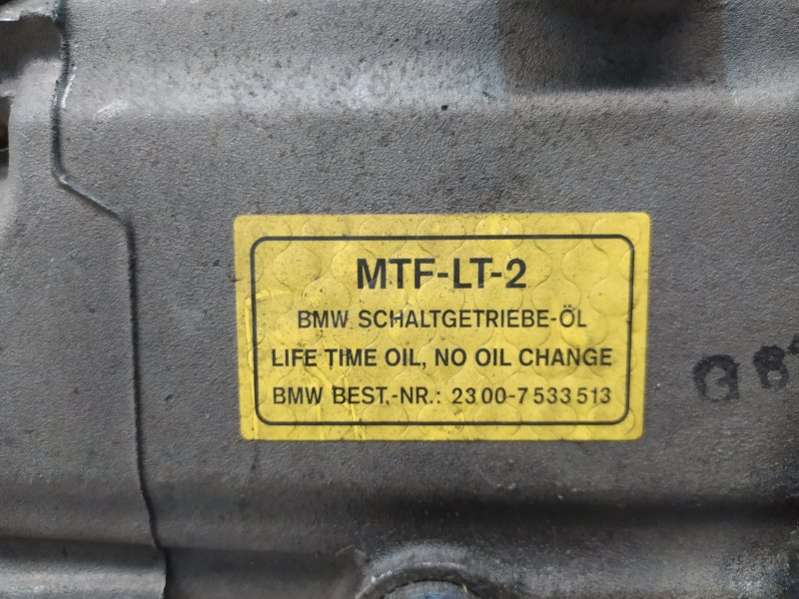 MTF-LT-2
BMW SCHALTGETRIEBE-ÖL
LIFE TIME OIL, NO OIL CHANGE
BMW BEST.-NR.: 23 00-7 533 513